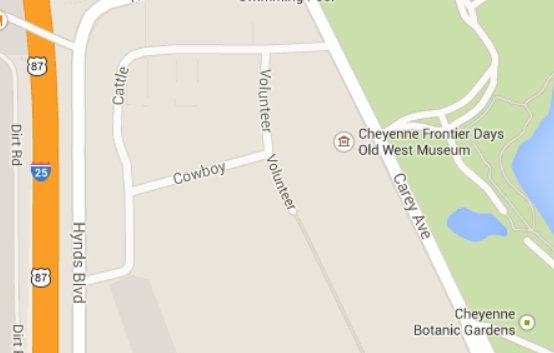 87
Cattle
Volunteer
Dirt Rd
25
Cheyenne Frontier Days
Old West Museum
Cowboy
Volunteer
Carey Ave
Hynds Blvd
87
Cheyenne
Botanic Gardens
Dirt